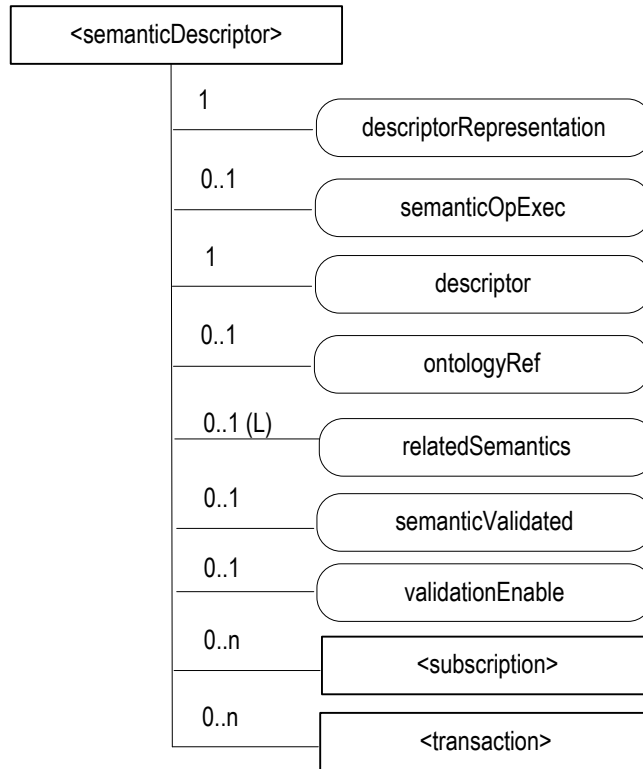 <semanticDescriptor>
1
descriptorRepresentation
0..1
semanticOpExec
1
descriptor
0..1
ontologyRef
0..1 (L)
relatedSemantics
0..1
semanticValidated
0..1
validationEnable
0..n
<subscription>
0..n
<transaction>